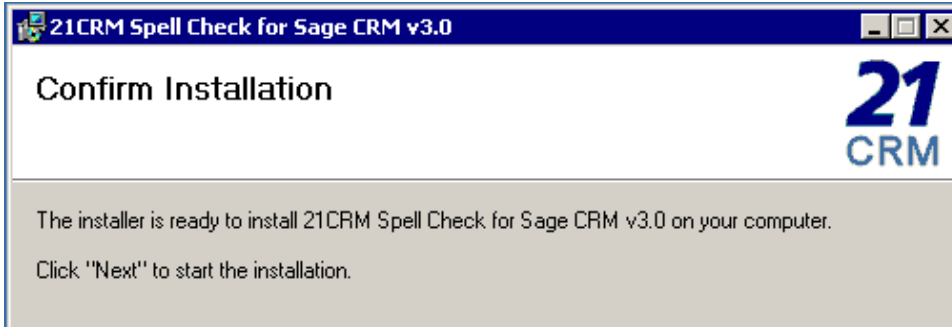 21CRM Spell Check for Sage CRM v3.0
Confirm Installation
21
CRM
The installer is ready to install 21CRM Spell Check for Sage CRM v3.0 on your computer.
Click "Next" to start the installation.